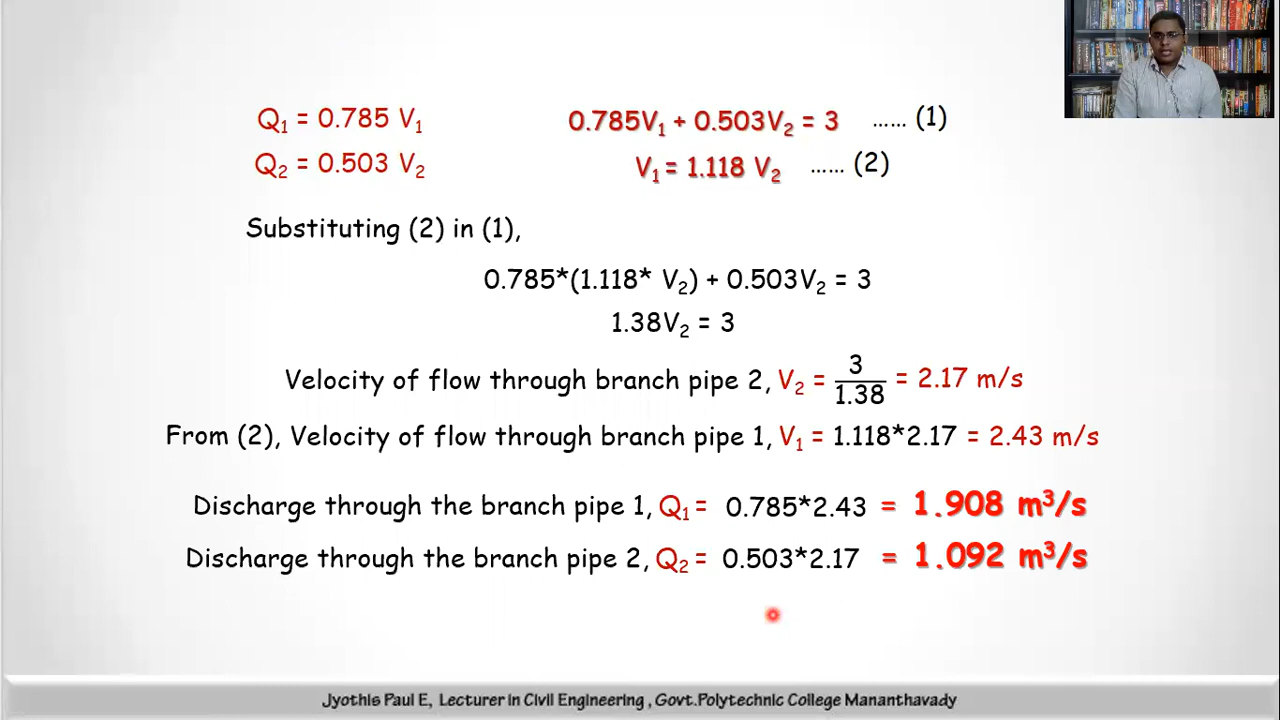 Q₁ = 0.785 V₁
0.785V₁ + 0.503V₂ = 3 ...... (1)
Q₂ = 0.503 V₂
V₁ = 1.118 V₂ ...... (2)
Substituting (2) in (1),
0.785*(1.118* V₂) + 0.503V₂ = 3
1.38V₂ = 3
Velocity of flow through branch pipe 2, V₂ = 3/1.38 = 2.17 m/s
From (2), Velocity of flow through branch pipe 1, V₁ = 1.118*2.17 = 2.43 m/s
Discharge through the branch pipe 1, Q₁ = 0.785*2.43 = 1.908 m³/s
Discharge through the branch pipe 2, Q₂ = 0.503*2.17 = 1.092 m³/s
Jyothis Paul E, Lecturer in Civil Engineering , Govt.Polytechnic College Mananthavady